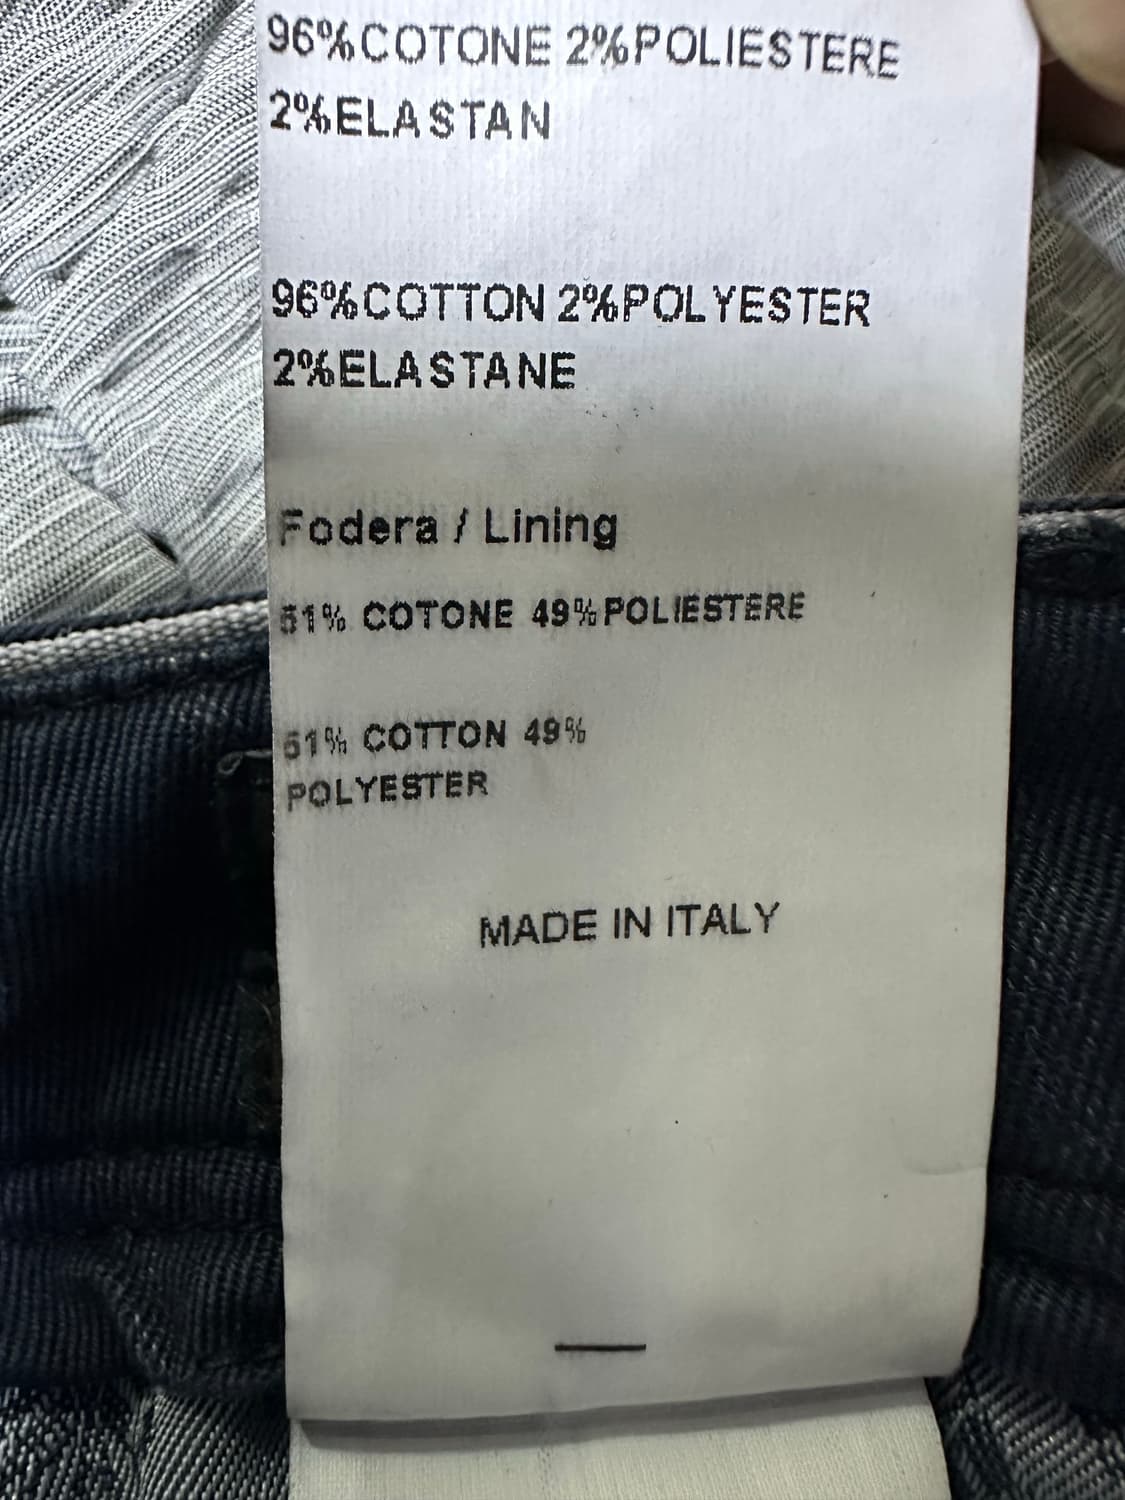 96%COTONE 2%POLIESTERE
2%ELASTAN
96%COTTON 2%POLYESTER
2%ELASTANE
Fodera / Lining
51% COTONE 49%POLIESTERE
51% COTTON 49%
POLYESTER
MADE IN ITALY